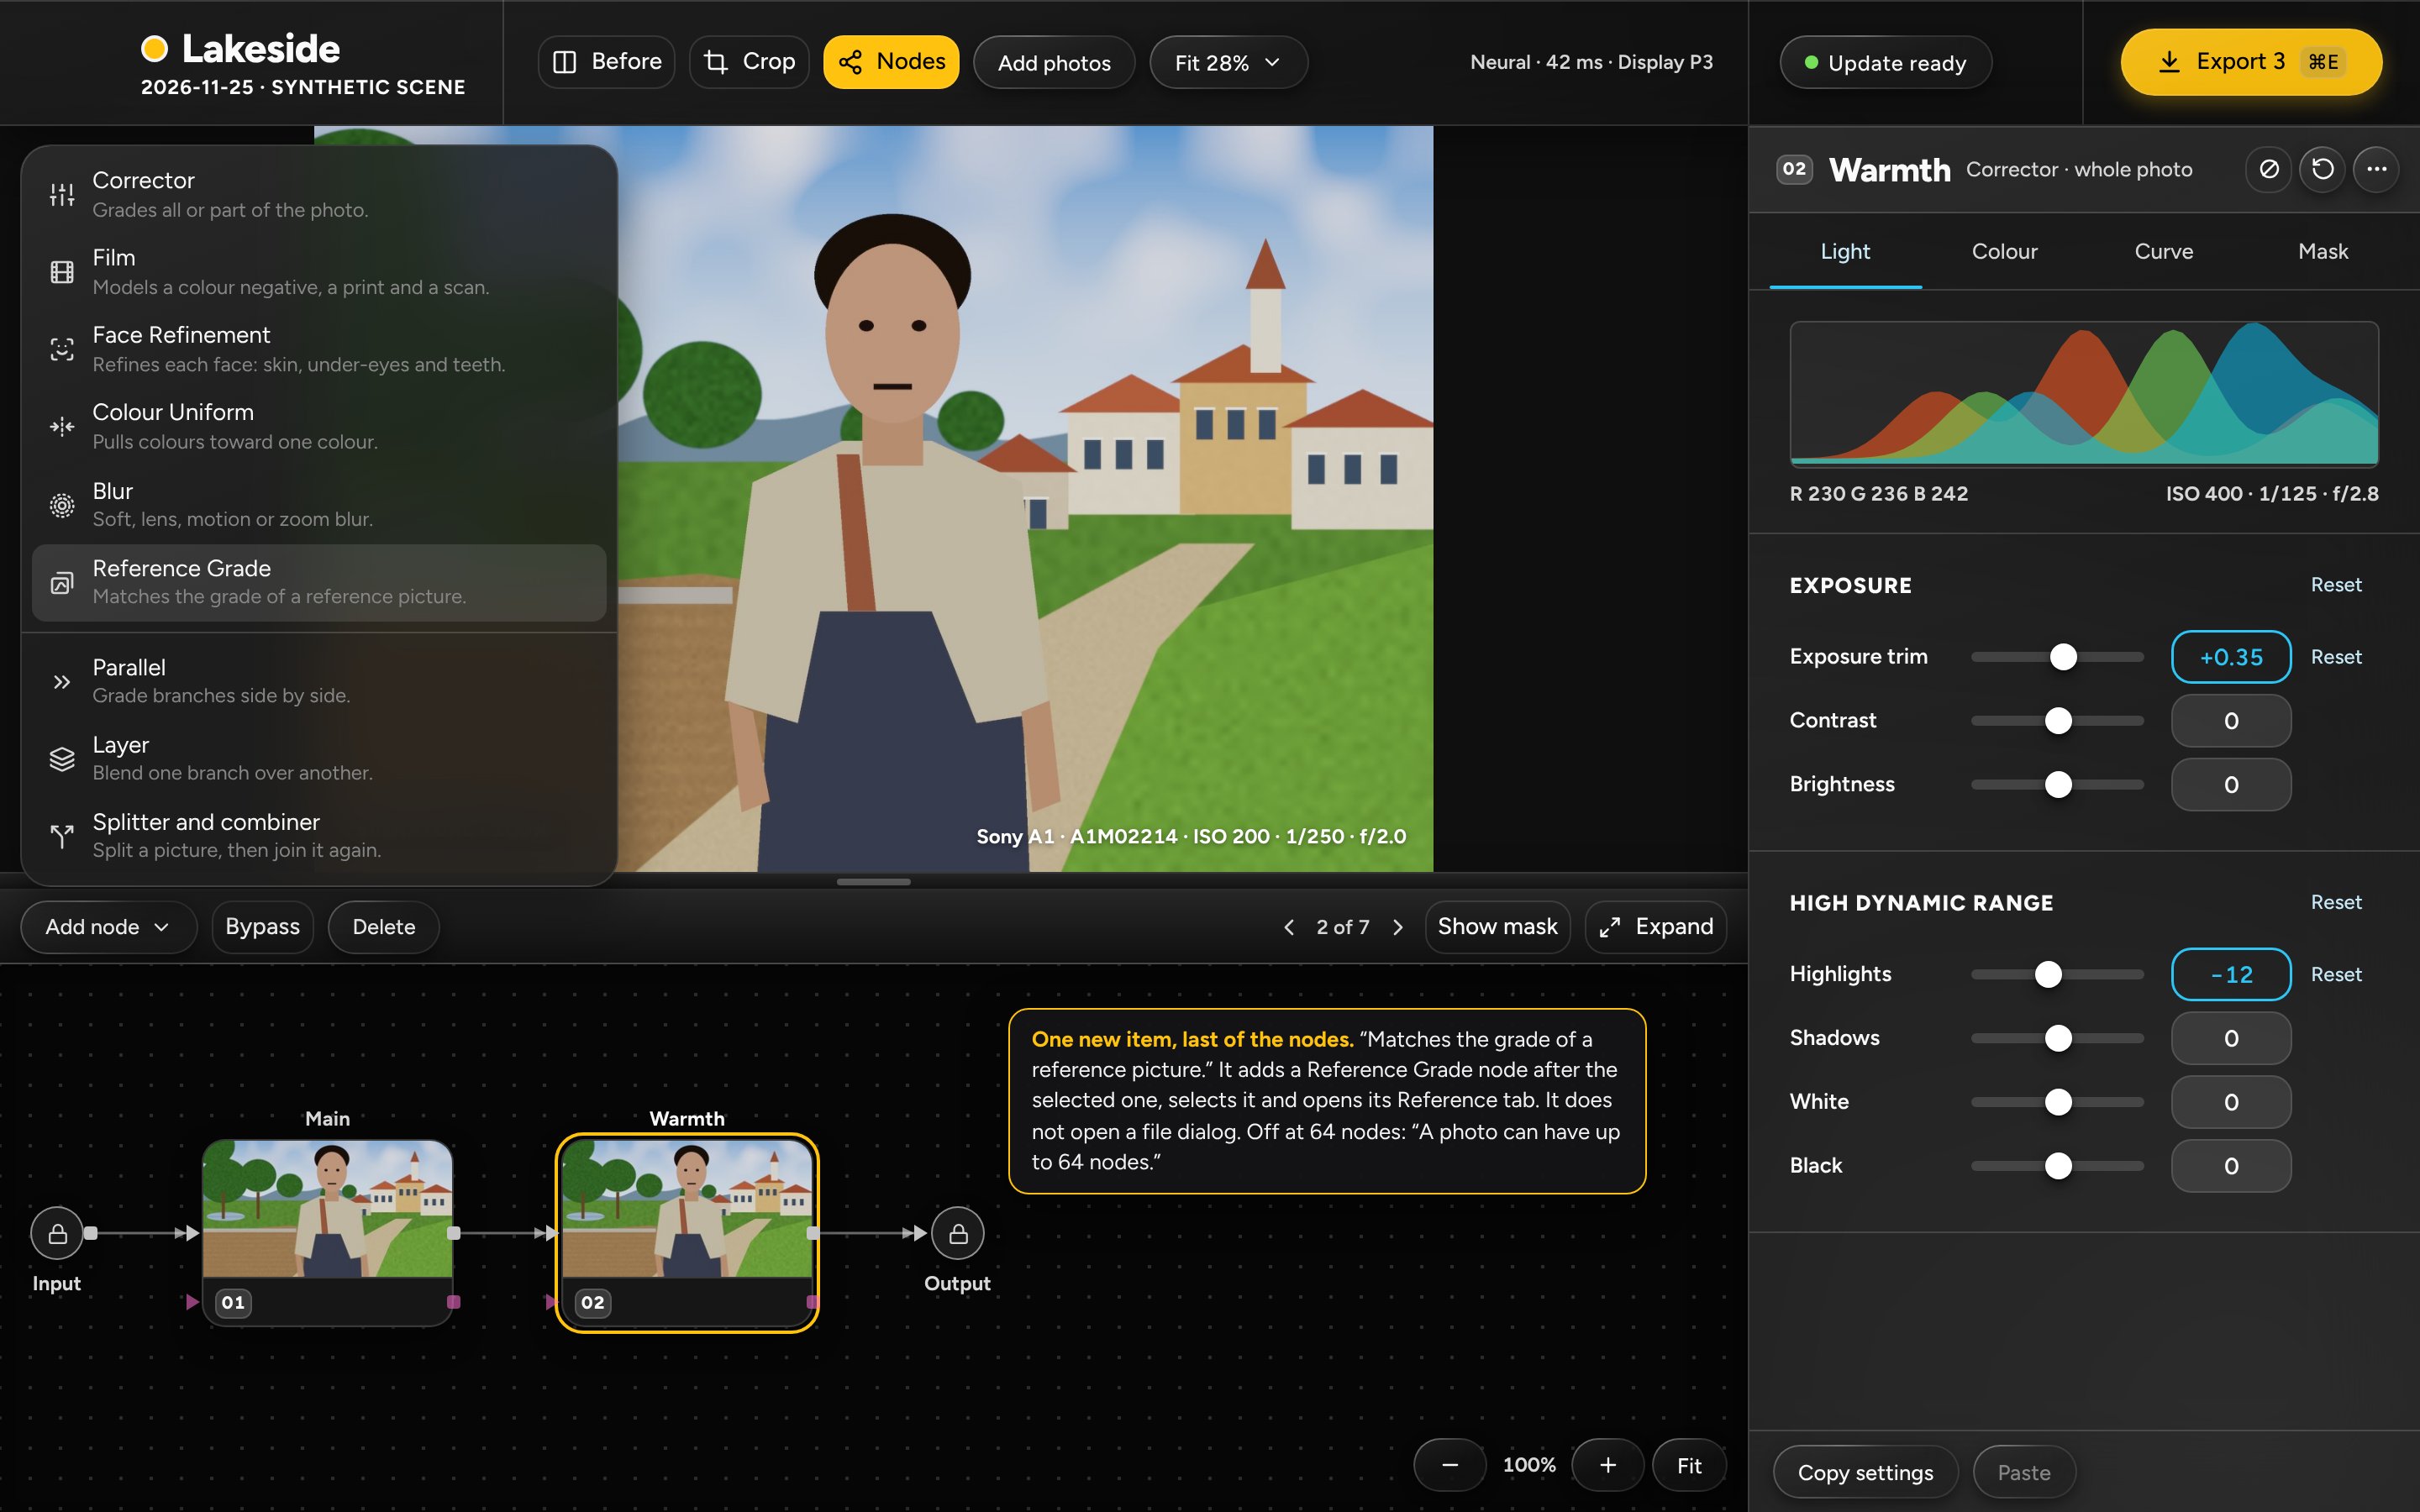 Lakeside
2026-11-25 · SYNTHETIC SCENE
Before
Crop
Nodes
Add photos
Fit 28%
Neural · 42 ms · Display P3
Update ready
Export 3 ⌘E
Corrector
Grades all or part of the photo.
Film
Models a colour negative, a print and a scan.
Face Refinement
Refines each face: skin, under-eyes and teeth.
Colour Uniform
Pulls colours toward one colour.
Blur
Soft, lens, motion or zoom blur.
Reference Grade
Matches the grade of a reference picture.
Parallel
Grade branches side by side.
Layer
Blend one branch over another.
Splitter and combiner
Split a picture, then join it again.
Sony A1 · A1M02214 · ISO 200 · 1/250 · f/2.0
Add node
Bypass
Delete
2 of 7
Show mask
Expand
One new item, last of the nodes. “Matches the grade of a
reference picture.” It adds a Reference Grade node after the
selected one, selects it and opens its Reference tab. It does
not open a file dialog. Off at 64 nodes: “A photo can have up
to 64 nodes.”
Main
Warmth
Input
01
02
Output
100%
Fit
02 Warmth Corrector · whole photo
Light
Colour
Curve
Mask
R 230 G 236 B 242
ISO 400 · 1/125 · f/2.8
EXPOSURE Reset
Exposure trim +0.35 Reset
Contrast 0
Brightness 0
HIGH DYNAMIC RANGE Reset
Highlights −12 Reset
Shadows 0
White 0
Black 0
Copy settings
Paste